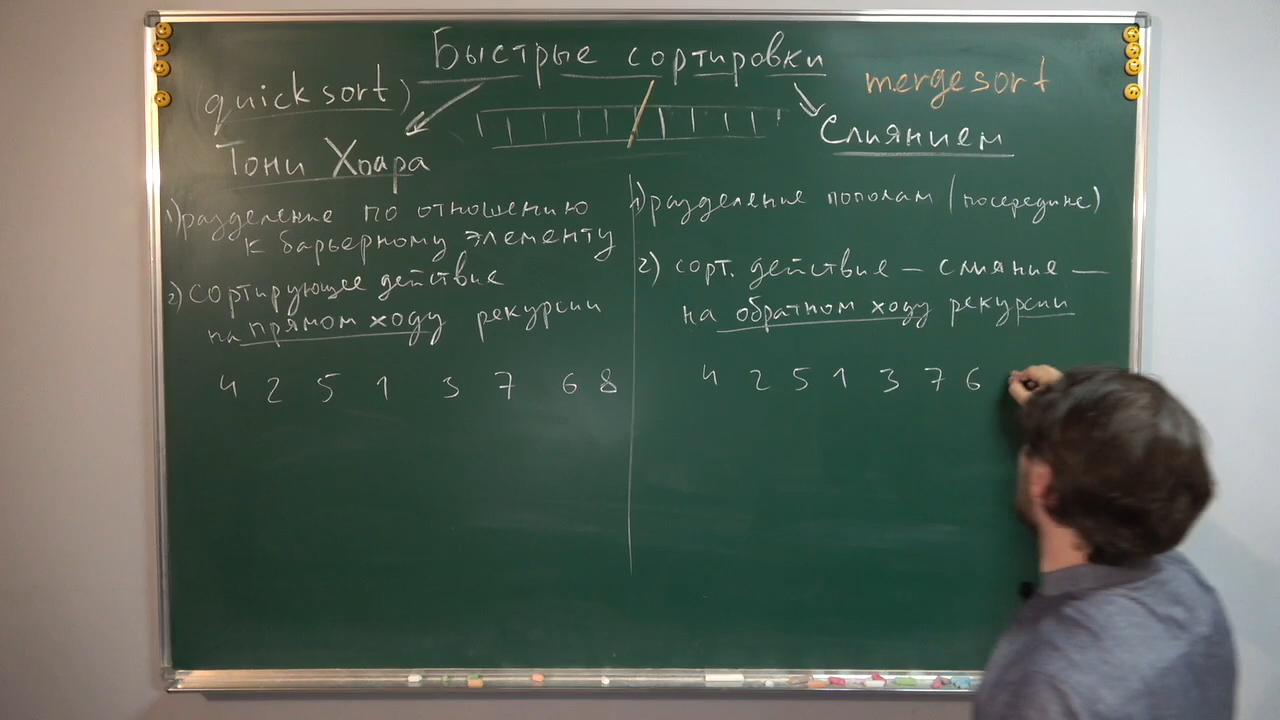 Быстрые сортировки
(quicksort)
Тони Хоара
1) разделение по отношению
к барьерному элементу
2) сортирующее действие
на прямом ходу рекурсии
4 2 5 1 3 7 6 8
mergesort
Слиянием
1) разделение пополам (посередине)
2) сорт. действие — слияние —
на обратном ходу рекурсии
4 2 5 1 3 7 6